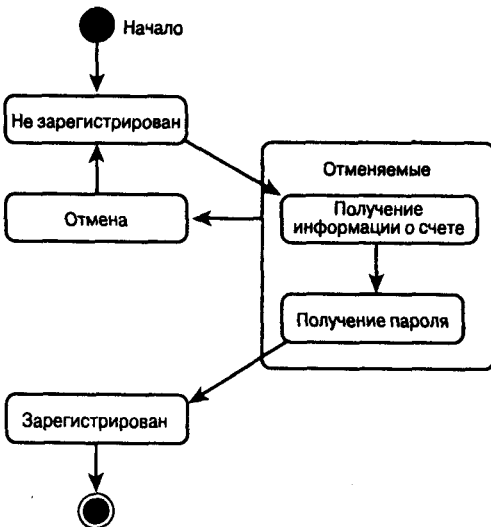 Начало
Не зарегистрирован
Отменяемые
Отмена
Получение
информации о счете
Получение пароля
Зарегистрирован